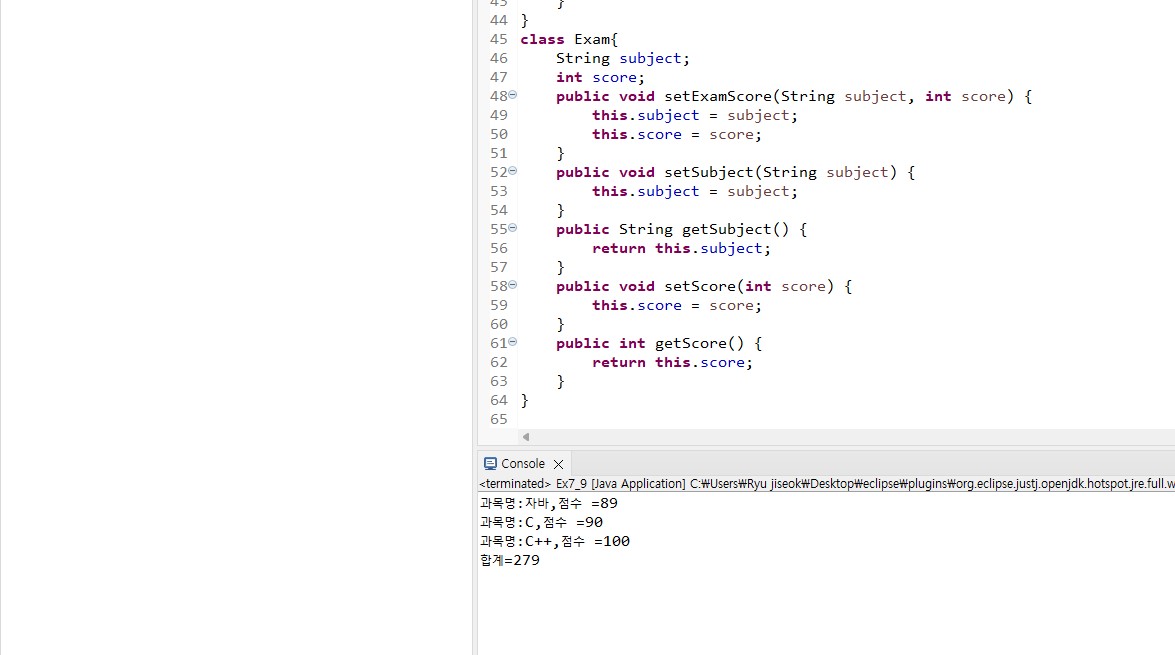 43 }
44 }
45 class Exam{
46 String subject;
47 int score;
48 public void setExamScore(String subject, int score) {
49 this.subject = subject;
50 this.score = score;
51 }
52 public void setSubject(String subject) {
53 this.subject = subject;
54 }
55 public String getSubject() {
56 return this.subject;
57 }
58 public void setScore(int score) {
59 this.score = score;
60 }
61 public int getScore() {
62 return this.score;
63 }
64 }
65
Console
<terminated> Ex7_9 [Java Application] C:₩Users₩Ryu jiseok₩Desktop₩eclipse₩plugins₩org.eclipse.justj.openjdk.hotspot.jre.full.w
과목명:자바,점수 =89
과목명:C,점수 =90
과목명:C++,점수 =100
합계=279